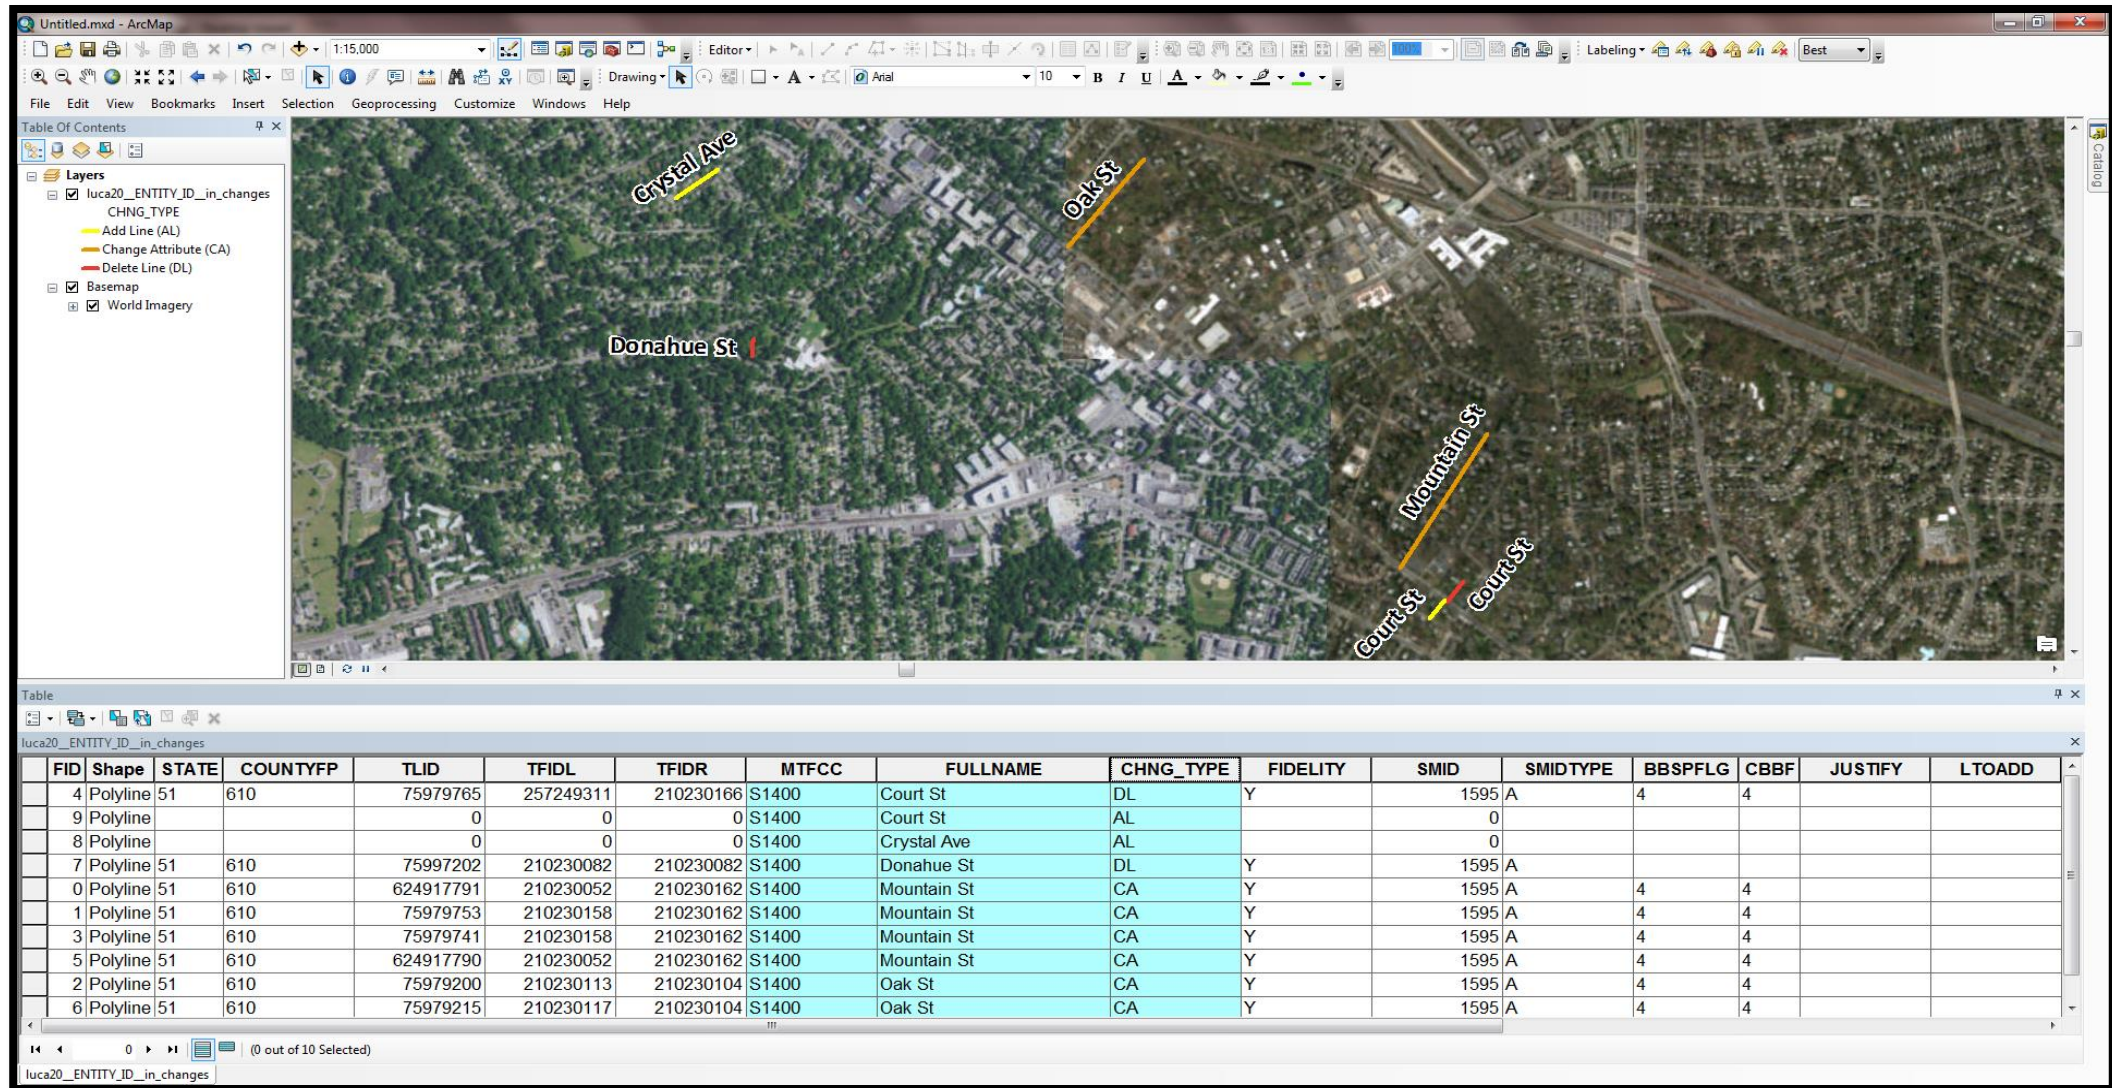 Untitled.mxd - ArcMap
1:15,000 Editor 100% Labeling Best
Drawing A Arial 10 B I U A
File Edit View Bookmarks Insert Selection Geoprocessing Customize Windows Help
Table Of Contents
Layers
luca20__ENTITY_ID__in_changes
CHNG_TYPE
Add Line (AL)
Change Attribute (CA)
Delete Line (DL)
Basemap
World Imagery
Crystal Ave
Oak St
Donahue St
Mountain St
Court St
Court St
Catalog
Table
luca20__ENTITY_ID__in_changes
FID Shape STATE COUNTYFP TLID TFIDL TFIDR MTFCC FULLNAME CHNG_TYPE FIDELITY SMID SMIDTYPE BBSPFLG CBBF JUSTIFY LTOADD
4 Polyline 51 610 75979765 257249311 210230166 S1400 Court St DL Y 1595 A 4 4
9 Polyline 0 0 0 S1400 Court St AL 0
8 Polyline 0 0 0 S1400 Crystal Ave AL 0
7 Polyline 51 610 75997202 210230082 210230082 S1400 Donahue St DL Y 1595 A
0 Polyline 51 610 624917791 210230052 210230162 S1400 Mountain St CA Y 1595 A 4 4
1 Polyline 51 610 75979753 210230158 210230162 S1400 Mountain St CA Y 1595 A 4 4
3 Polyline 51 610 75979741 210230158 210230162 S1400 Mountain St CA Y 1595 A 4 4
5 Polyline 51 610 624917790 210230052 210230162 S1400 Mountain St CA Y 1595 A 4 4
2 Polyline 51 610 75979200 210230113 210230104 S1400 Oak St CA Y 1595 A 4 4
6 Polyline 51 610 75979215 210230117 210230104 S1400 Oak St CA Y 1595 A 4 4
0 (0 out of 10 Selected)
luca20__ENTITY_ID__in_changes